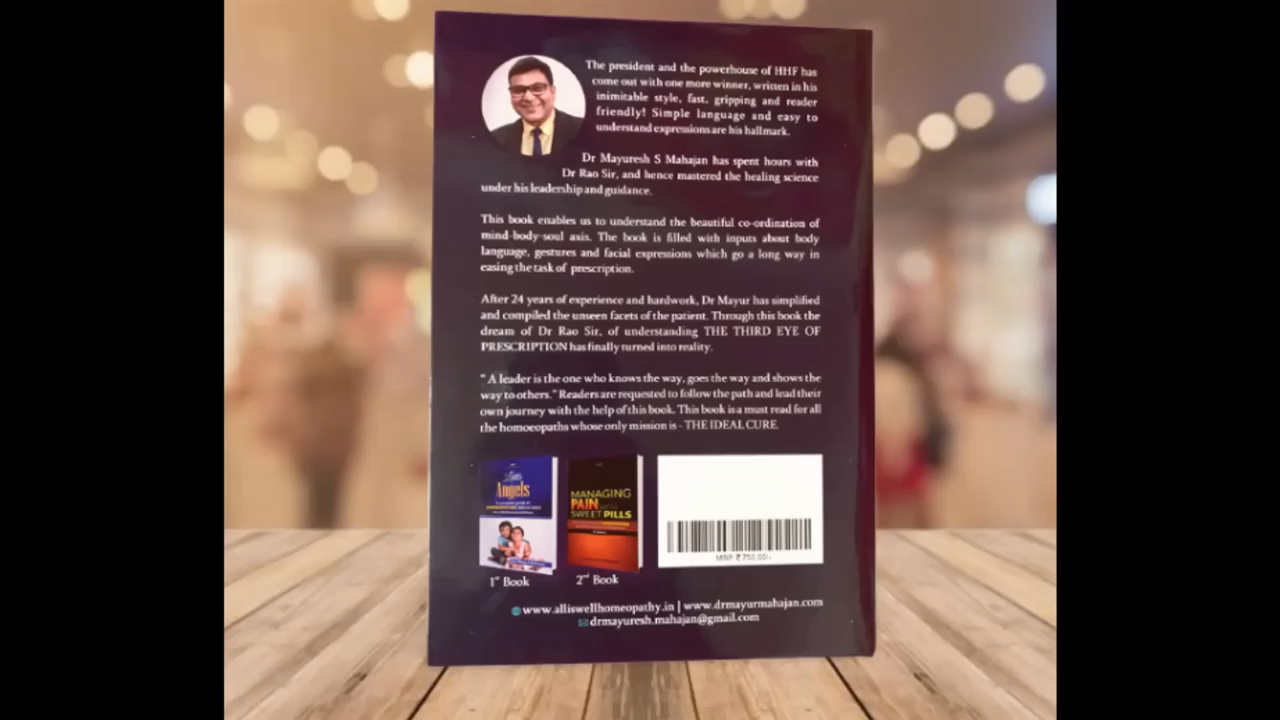 The president and the powerhouse of HHF has
come out with one more winner, written in his
inimitable style, fast, gripping and reader
friendly! Simple language and easy to
understand expressions are his hallmark.
Dr Mayuresh S Mahajan has spent hours with
Dr Rao Sir, and hence mastered the healing science
under his leadership and guidance.
This book enables us to understand the beautiful co-ordination of
mind-body-soul axis. The book is filled with inputs about body
language, gestures and facial expressions which go a long way in
easing the task of prescription.
After 24 years of experience and hardwork, Dr Mayur has simplified
and compiled the unseen facets of the patient. Through this book the
dream of Dr Rao Sir, of understanding THE THIRD EYE OF
PRESCRIPTION has finally turned into reality.
" A leader is the one who knows the way, goes the way and shows the
way to others." Readers are requested to follow the path and lead their
own journey with the help of this book. This book is a must read for all
the homoeopaths whose only mission is - THE IDEAL CURE.
Angels
MANAGING
PAIN
SWEET PILLS
MRP ₹ 750.00/-
1st Book
2nd Book
www.alliswellhomeopathy.in | www.drmayurmahajan.com
drmayuresh.mahajan@gmail.com